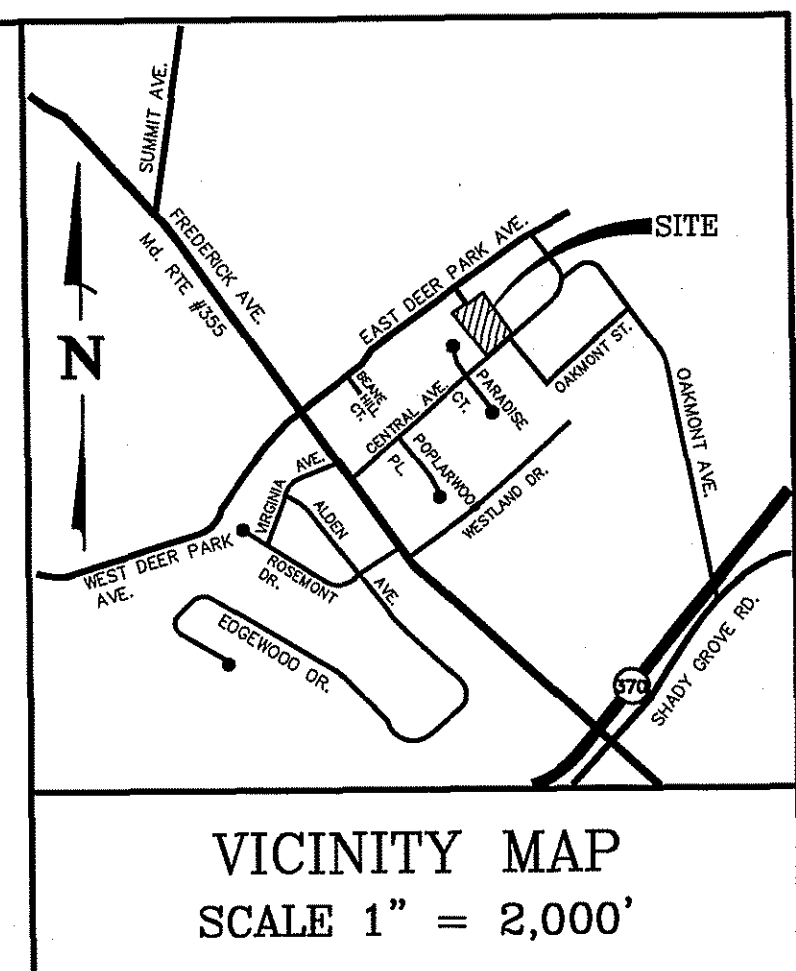 SUMMIT AVE.
FREDERICK AVE.
Md. RTE #355
SITE
EAST DEER PARK AVE.
N
BEANE
HILL
CT.
CENTRAL AVE.
PARADISE
CT.
OAKMONT ST.
OAKMONT AVE.
POPLARWOOD
PL.
WESTLAND DR.
VIRGINIA
AVE.
ALDEN
AVE.
WEST DEER PARK
AVE.
ROSEMONT
DR.
EDGEWOOD DR.
370
SHADY GROVE RD.
VICINITY MAP
SCALE 1" = 2,000'